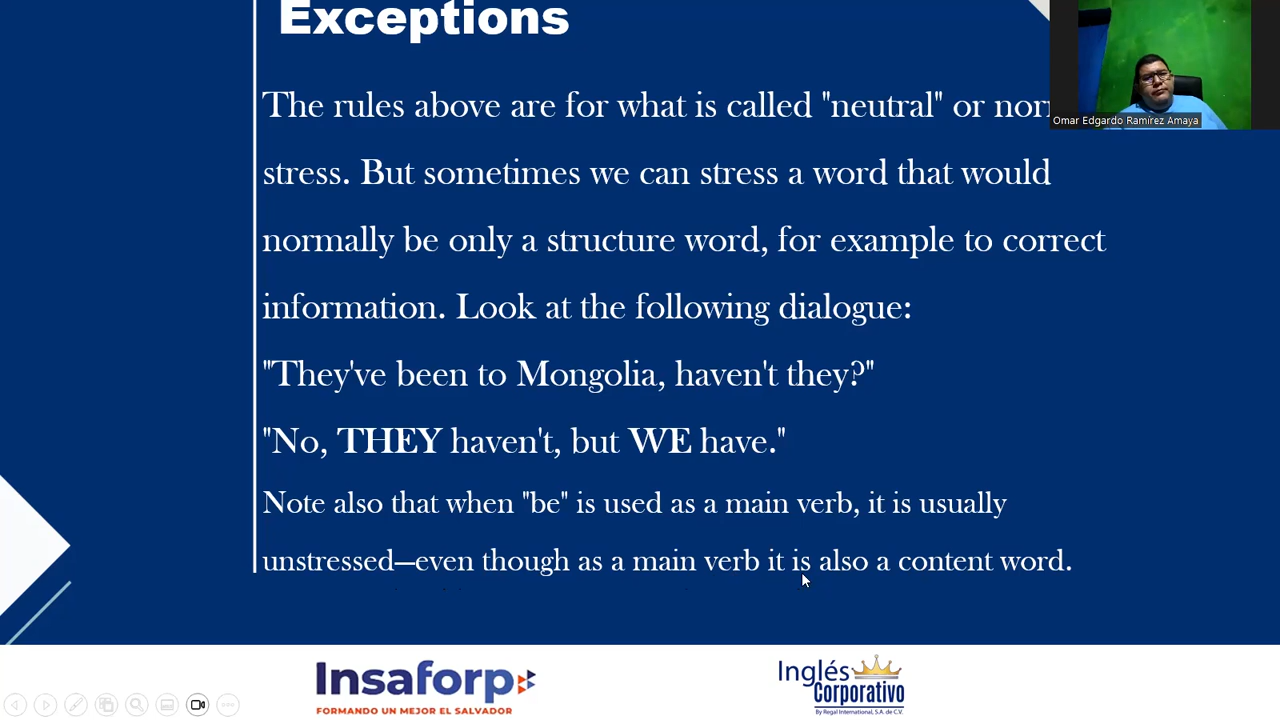 Exceptions
The rules above are for what is called "neutral" or nor
stress. But sometimes we can stress a word that would
normally be only a structure word, for example to correct
information. Look at the following dialogue:
"They've been to Mongolia, haven't they?"
"No, THEY haven't, but WE have."
Note also that when "be" is used as a main verb, it is usually
unstressed—even though as a main verb it is also a content word.
Omar Edgardo Ramírez Amaya
Insaforp
FORMANDO UN MEJOR EL SALVADOR
Inglés
Corporativo
By Regal International, S.A. de C.V.